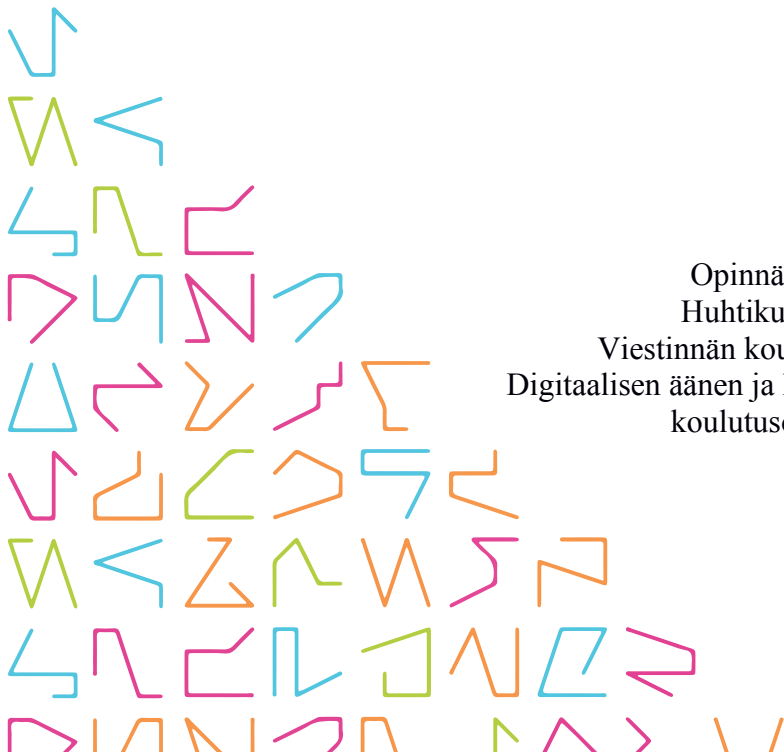 Opinnä
Huhtiku
Viestinnän kou
Digitaalisen äänen ja
koulutus